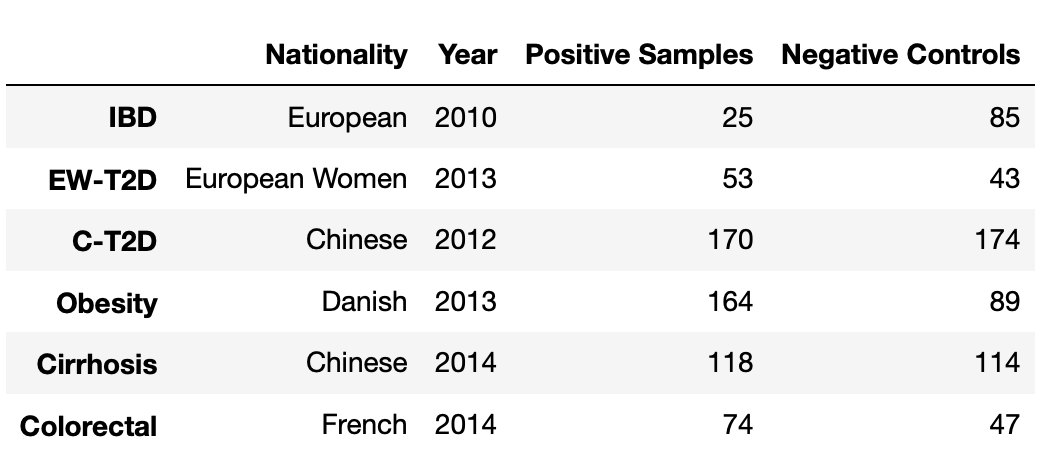 Nationality Year Positive Samples Negative Controls
IBD European 2010 25 85
EW-T2D European Women 2013 53 43
C-T2D Chinese 2012 170 174
Obesity Danish 2013 164 89
Cirrhosis Chinese 2014 118 114
Colorectal French 2014 74 47